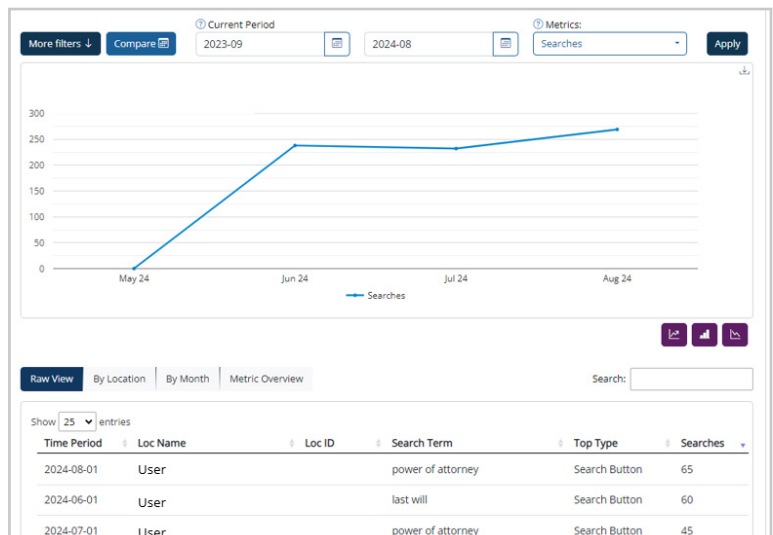 Current Period
Metrics:
More filters ↓ Compare 2023-09 2024-08 Searches Apply
300
250
200
150
100
50
0
May 24 Jun 24 Jul 24 Aug 24
Searches
Raw View By Location By Month Metric Overview Search:
Show 25 entries
Time Period Loc Name Loc ID Search Term Top Type Searches
2024-08-01 User power of attorney Search Button 65
2024-06-01 User last will Search Button 60
2024-07-01 User power of attorney Search Button 45